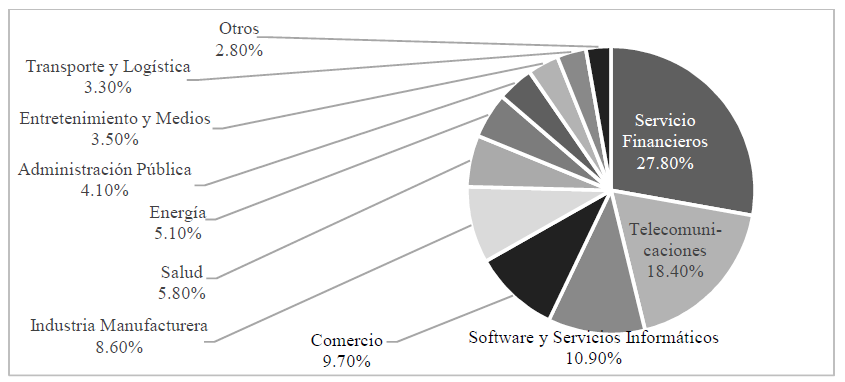 Otros
2.80%
Transporte y Logística
3.30%
Entretenimiento y Medios
3.50%
Administración Pública
4.10%
Energía
5.10%
Salud
5.80%
Industria Manufacturera
8.60%
Comercio
9.70%
Software y Servicios Informáticos
10.90%
Telecomuni-
caciones
18.40%
Servicio
Financieros
27.80%